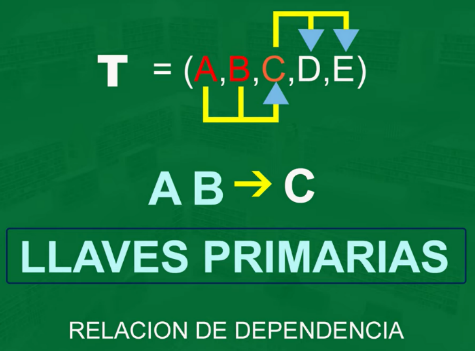 T = (A,B,C,D,E)
A B → C
LLAVES PRIMARIAS
RELACION DE DEPENDENCIA